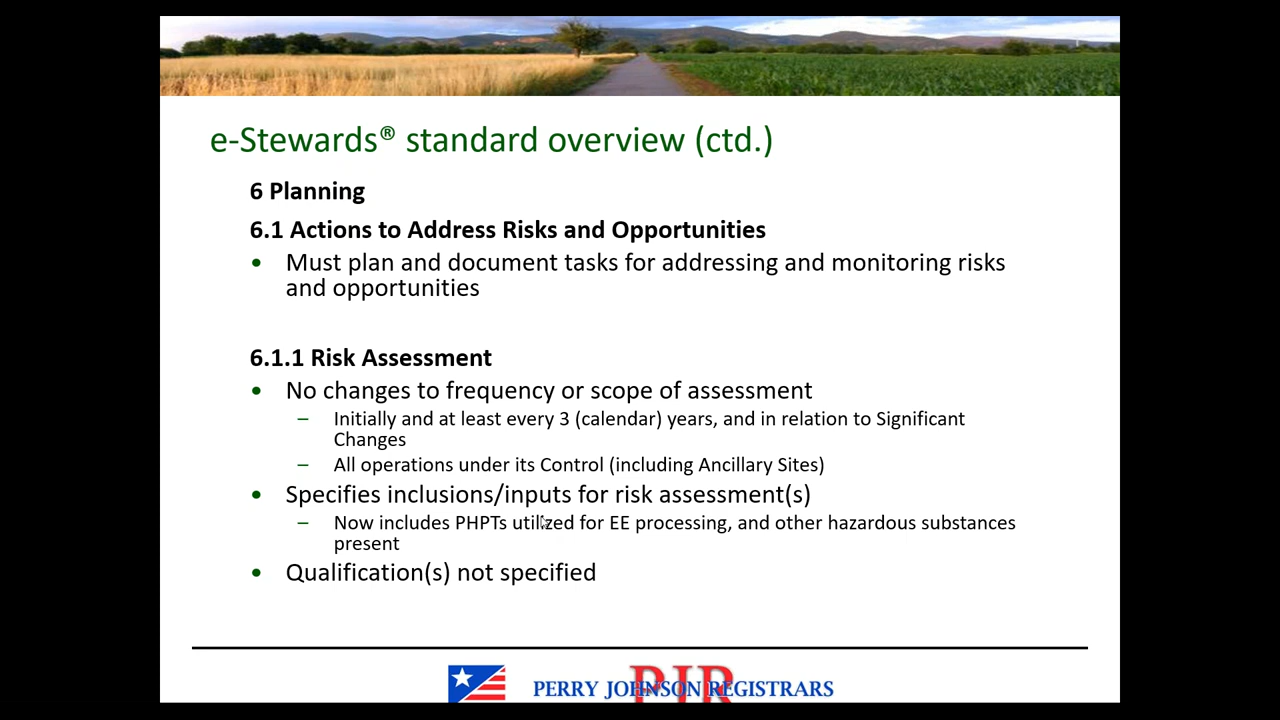 e-Stewards® standard overview (ctd.)
6 Planning
6.1 Actions to Address Risks and Opportunities
• Must plan and document tasks for addressing and monitoring risks
and opportunities
6.1.1 Risk Assessment
• No changes to frequency or scope of assessment
– Initially and at least every 3 (calendar) years, and in relation to Significant
Changes
– All operations under its Control (including Ancillary Sites)
• Specifies inclusions/inputs for risk assessment(s)
– Now includes PHPTs utilized for EE processing, and other hazardous substances
present
• Qualification(s) not specified
PJR
PERRY JOHNSON REGISTRARS